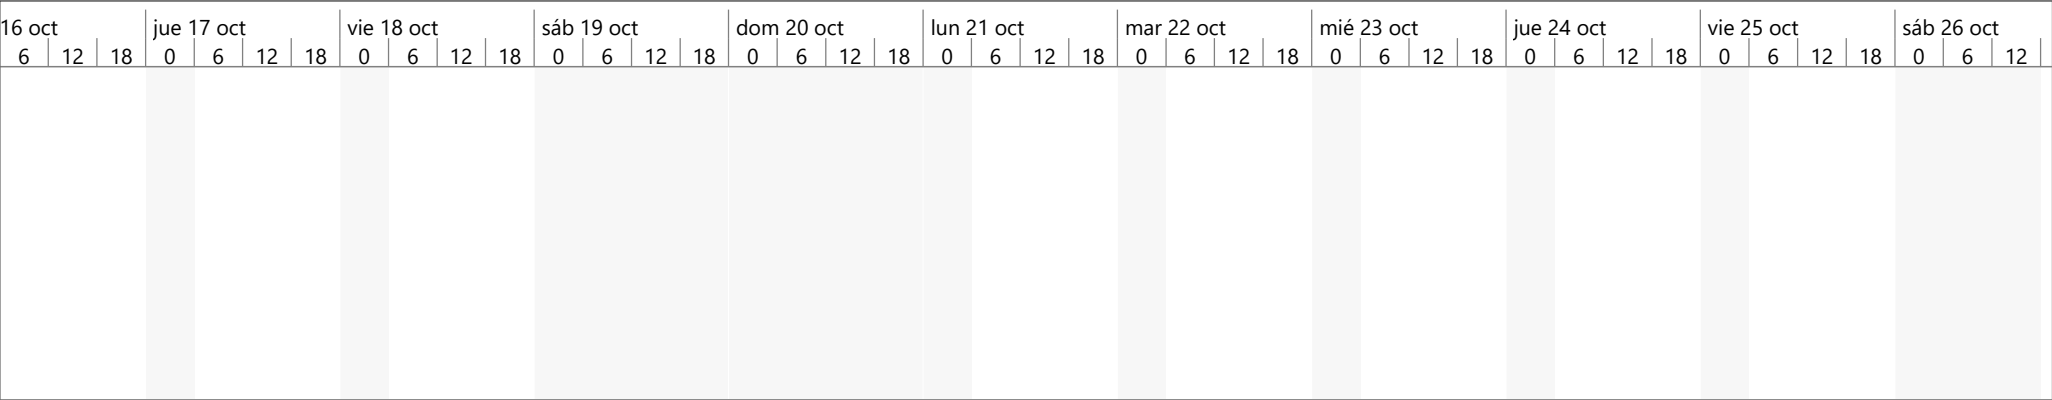 16 oct jue 17 oct vie 18 oct sáb 19 oct dom 20 oct lun 21 oct mar 22 oct mié 23 oct jue 24 oct vie 25 oct sáb 26 oct
6 12 18 0 6 12 18 0 6 12 18 0 6 12 18 0 6 12 18 0 6 12 18 0 6 12 18 0 6 12 18 0 6 12 18 0 6 12 18 0 6 12